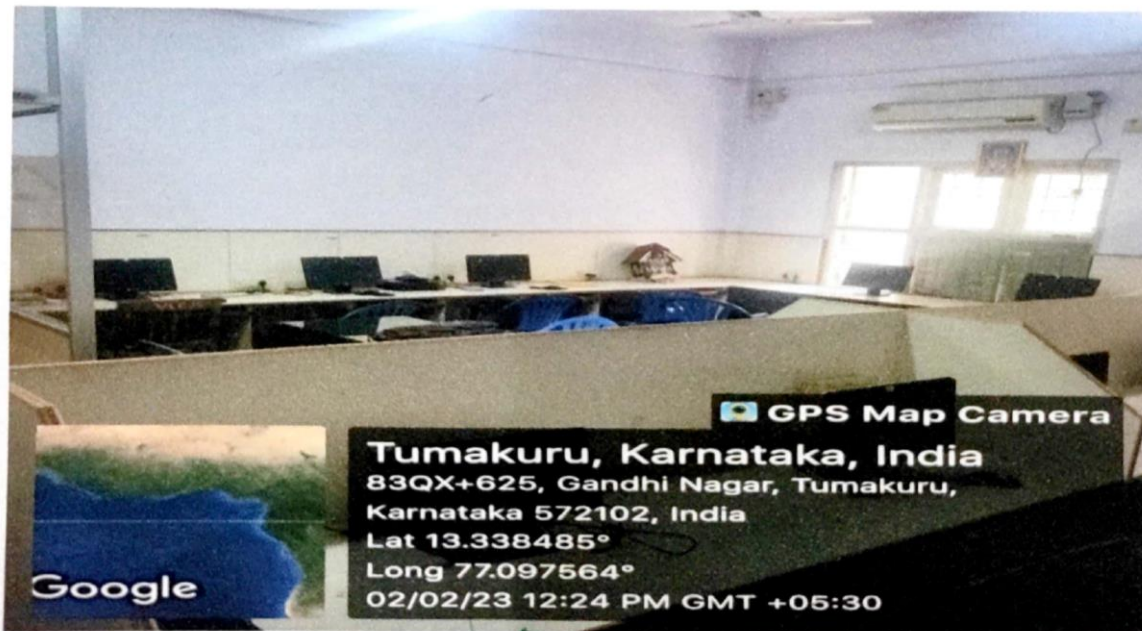 GPS Map Camera
Tumakuru, Karnataka, India
83QX+625, Gandhi Nagar, Tumakuru,
Karnataka 572102, India
Lat 13.338485°
Long 77.097564°
02/02/23 12:24 PM GMT +05:30
Google